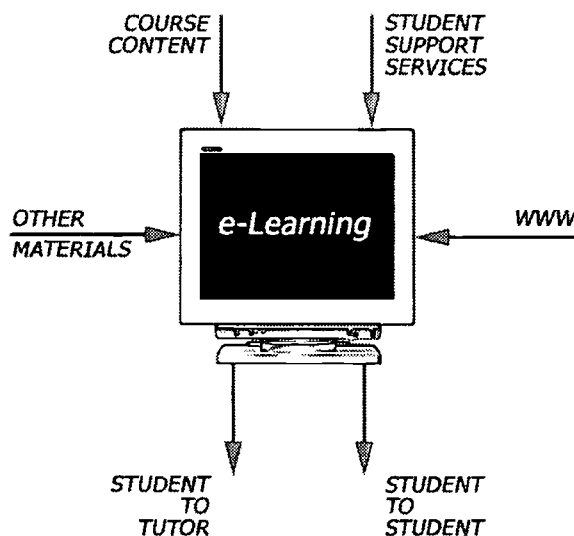 COURSE
CONTENT
STUDENT
SUPPORT
SERVICES
e-Learning
OTHER
MATERIALS
WWW
STUDENT
TO
TUTOR
STUDENT
TO
STUDENT